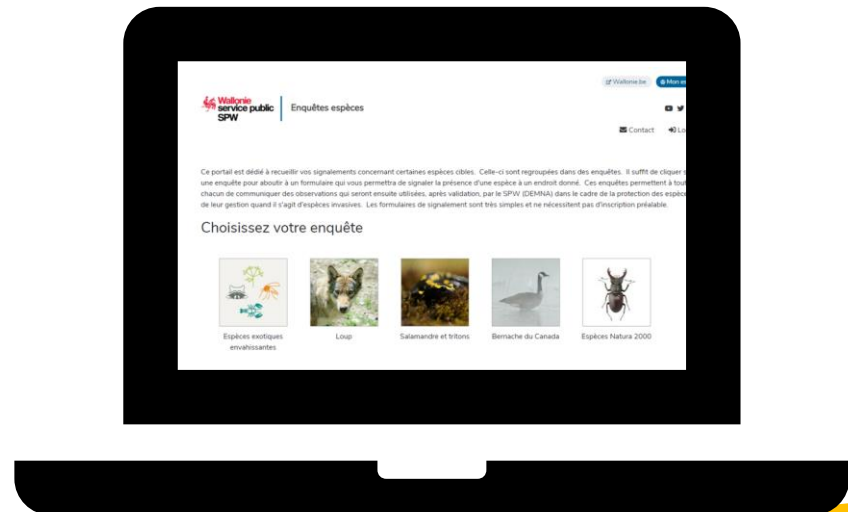 Wallonie.be
Mon es
Wallonie
service public
SPW
Enquêtes espèces
Contact
Lo
Ce portail est dédié à recueillir vos signalements concernant certaines espèces cibles. Celle-ci sont regroupées dans des enquêtes. Il suffit de cliquer s
une enquête pour aboutir à un formulaire qui vous permettra de signaler la présence d'une espèce à un endroit donné. Ces enquêtes permettent à tout
chacun de communiquer des observations qui seront ensuite utilisées, après validation, par le SPW (DEMNA) dans le cadre de la protection des espèce
de leur gestion quand il s'agit d'espèces invasives. Les formulaires de signalement sont très simples et ne nécessitent pas d'inscription préalable.
Choisissez votre enquête
Espèces exotiques
envahissantes
Loup
Salamandre et tritons
Bernache du Canada
Espèces Natura 2000